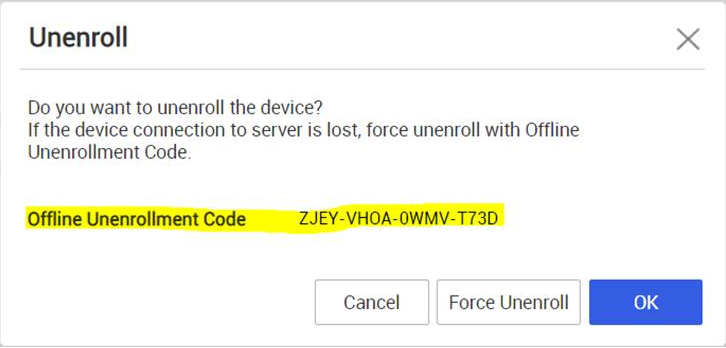 Unenroll
Do you want to unenroll the device?
If the device connection to server is lost, force unenroll with Offline
Unenrollment Code.
Offline Unenrollment Code ZJEY-VHOA-0WMV-T73D
Cancel Force Unenroll OK